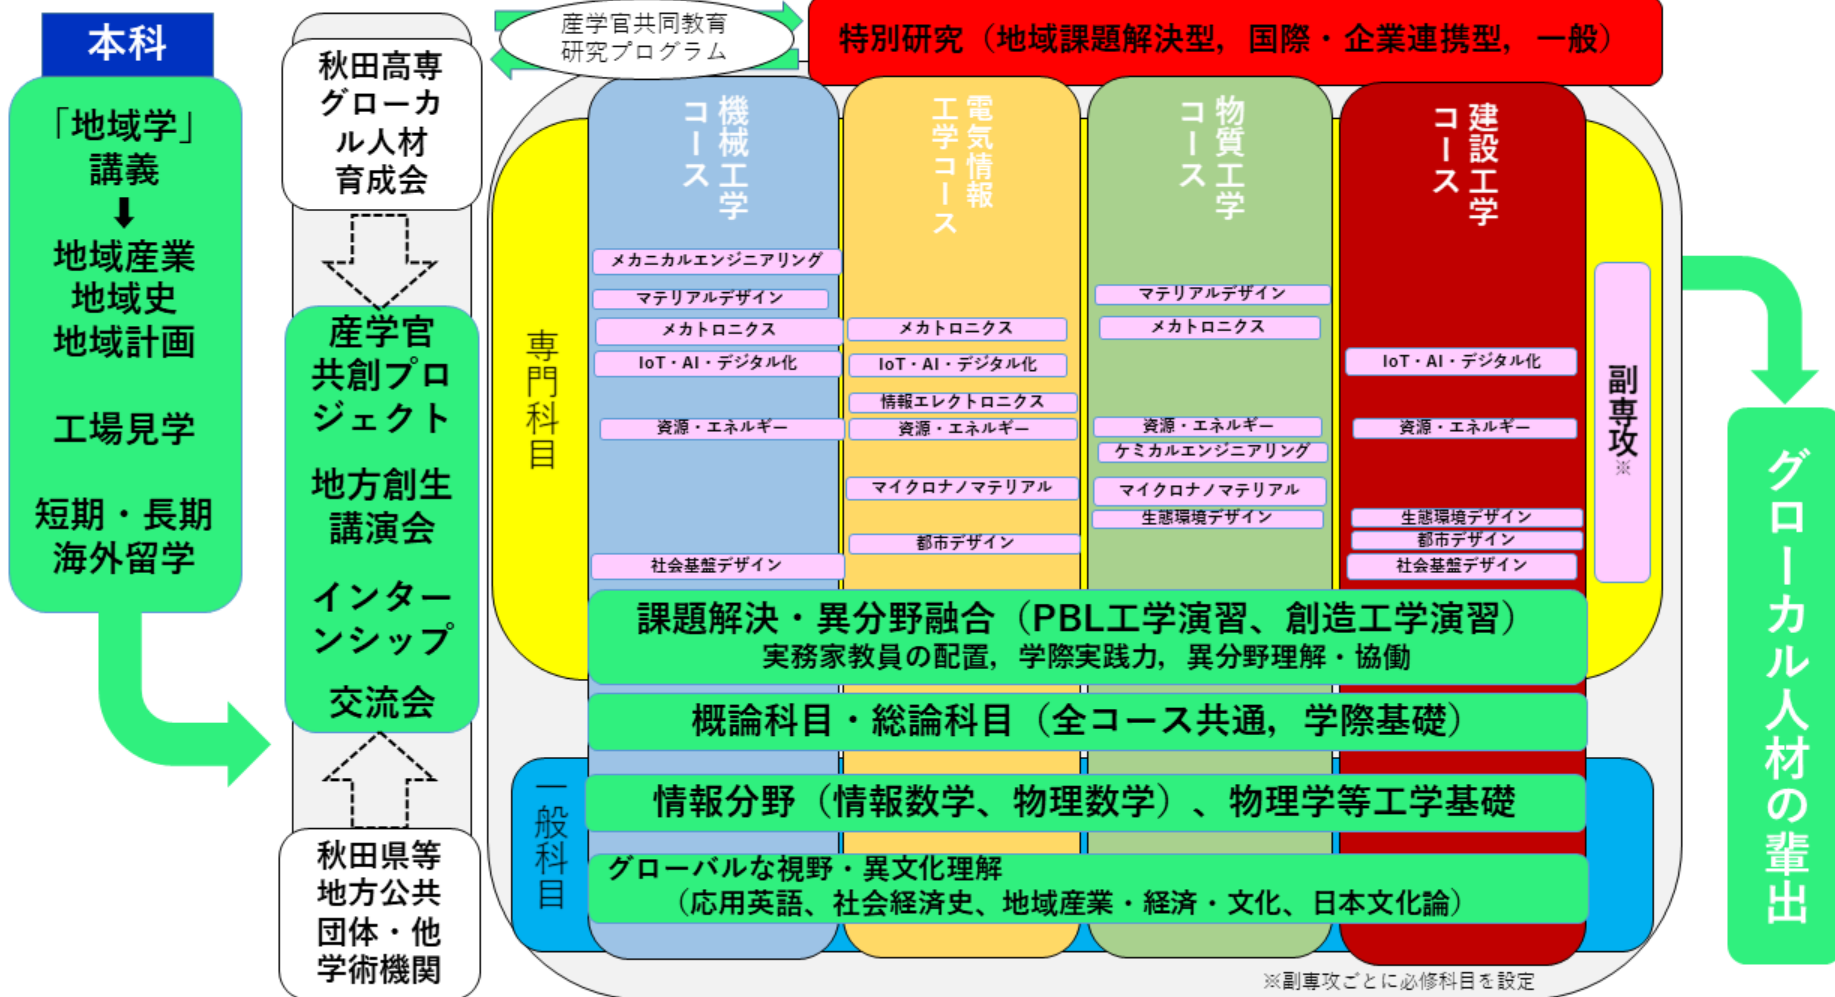 本科
「地域学」
講義
⬇
地域産業
地域史
地域計画
工場見学
短期・長期
海外留学
秋田高専
グローカ
ル人材
育成会
産学官
共創プロ
ジェクト
地方創生
講演会
インター
ンシップ
交流会
秋田県等
地方公共
団体・他
学術機関
産学官共同教育
研究プログラム
特別研究（地域課題解決型，国際・企業連携型，一般）
専門科目
機械工学
コース
メカニカルエンジニアリング
マテリアルデザイン
メカトロニクス
IoT・AI・デジタル化
資源・エネルギー
社会基盤デザイン
電気情報
工学コース
メカトロニクス
IoT・AI・デジタル化
情報エレクトロニクス
資源・エネルギー
マイクロナノマテリアル
都市デザイン
物質工学
コース
マテリアルデザイン
メカトロニクス
資源・エネルギー
ケミカルエンジニアリング
マイクロナノマテリアル
生態環境デザイン
建設工学
コース
IoT・AI・デジタル化
資源・エネルギー
生態環境デザイン
都市デザイン
社会基盤デザイン
副専攻※
課題解決・異分野融合（PBL工学演習、創造工学演習）
実務家教員の配置，学際実践力，異分野理解・協働
概論科目・総論科目（全コース共通，学際基礎）
一般科目
情報分野（情報数学、物理数学）、物理学等工学基礎
グローバルな視野・異文化理解
（応用英語、社会経済史、地域産業・経済・文化、日本文化論）
※副専攻ごとに必修科目を設定
グローカル人材の輩出